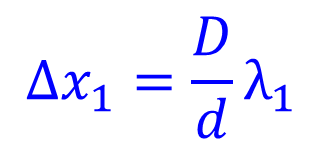 Δx₁ = D/d λ₁